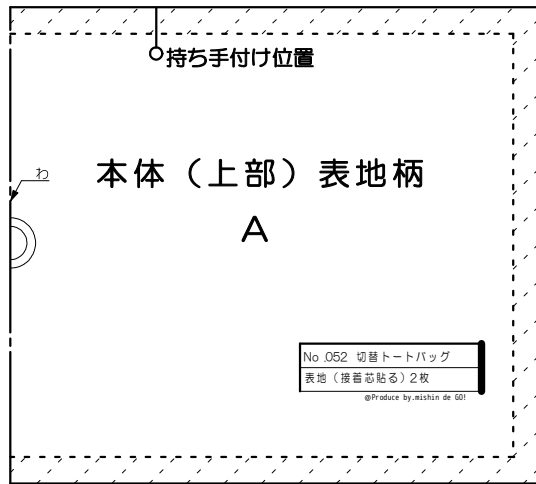 持ち手付け位置
わ
本体（上部）表地柄
A
No.052 切替トートバッグ
表地（接着芯貼る）2枚
@Produce by.mishin de GO!